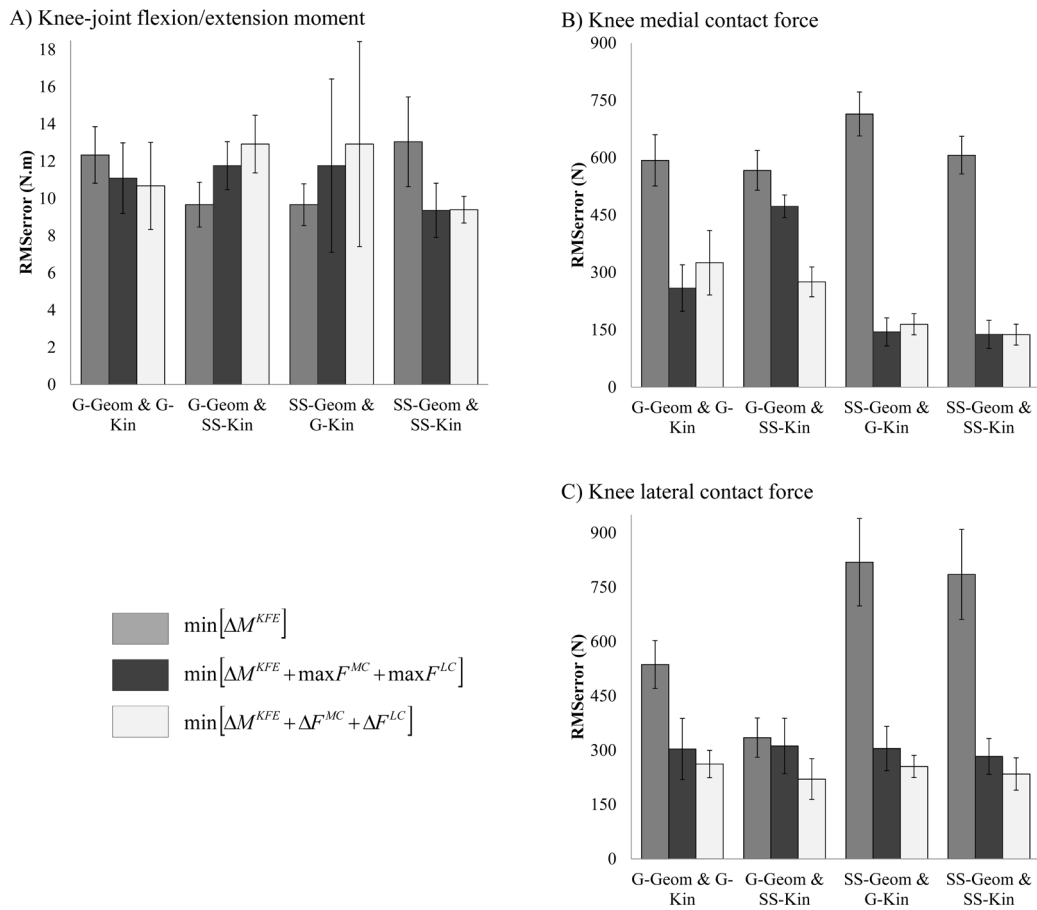 A) Knee-joint flexion/extension moment
18
16
14
12
10
8
6
4
2
0
RMSerror (N.m)
G-Geom & G-
Kin
G-Geom &
SS-Kin
SS-Geom &
G-Kin
SS-Geom &
SS-Kin
B) Knee medial contact force
900
750
600
450
300
150
0
RMSerror (N)
G-Geom & G-
Kin
G-Geom &
SS-Kin
SS-Geom &
G-Kin
SS-Geom &
SS-Kin
C) Knee lateral contact force
900
750
600
450
300
150
0
RMSerror (N)
G-Geom & G-
Kin
G-Geom &
SS-Kin
SS-Geom &
G-Kin
SS-Geom &
SS-Kin
min[ΔM^KFE]
min[ΔM^KFE + maxF^MC + maxF^LC]
min[ΔM^KFE + ΔF^MC + ΔF^LC]